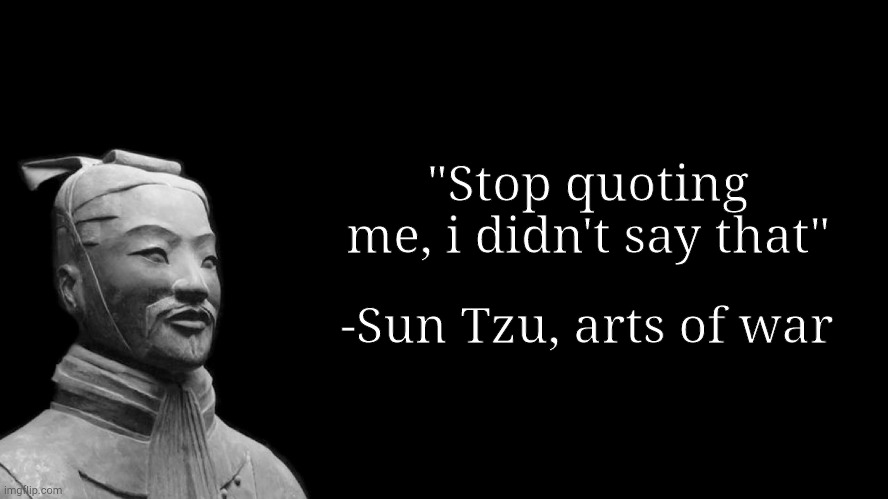 "Stop quoting
me, i didn't say that"
-Sun Tzu, arts of war
imgflip.com